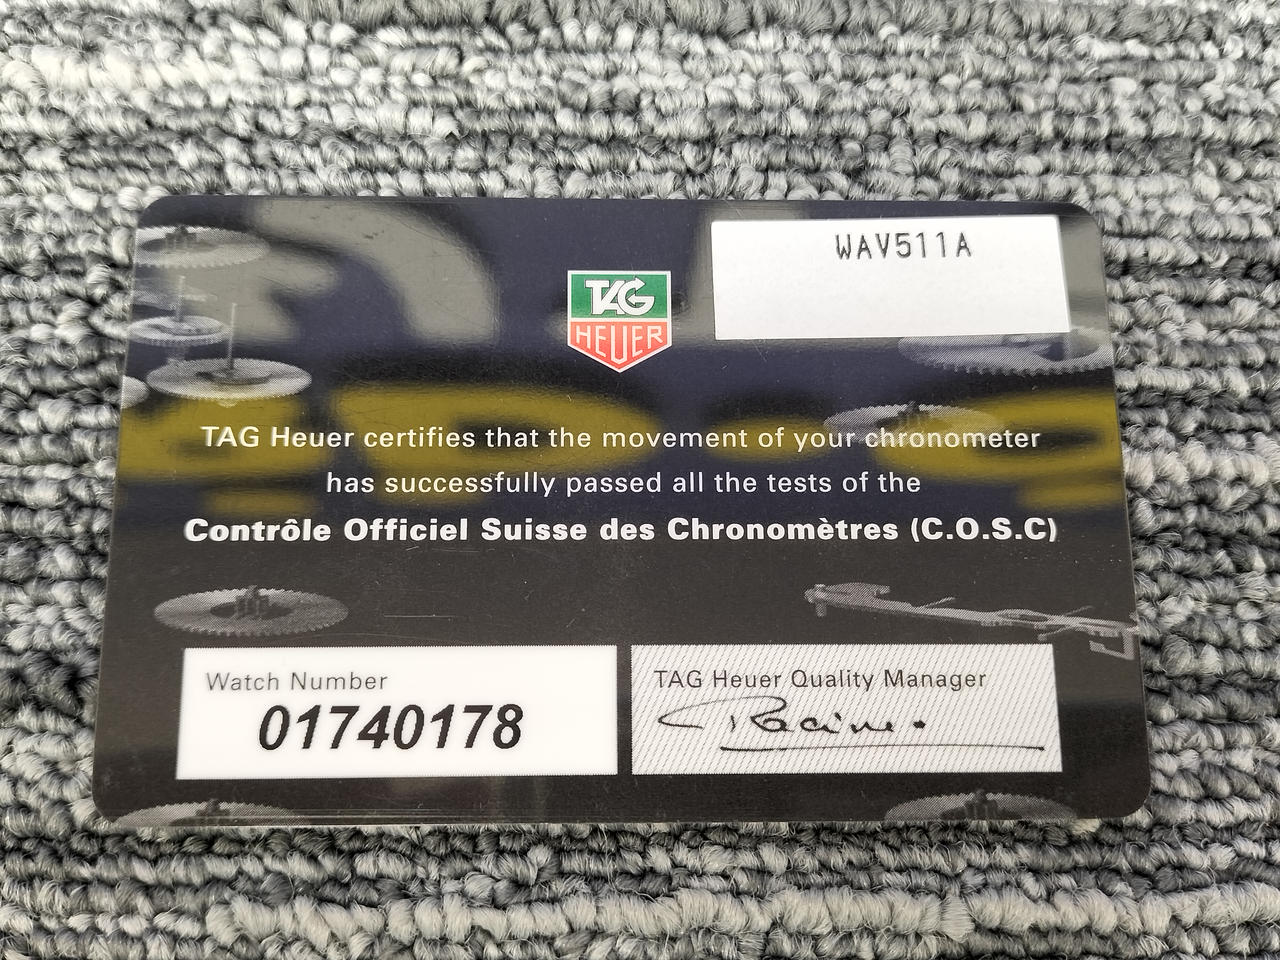 WAV511A
TAG
HEUER
TAG Heuer certifies that the movement of your chronometer
has successfully passed all the tests of the
Contrôle Officiel Suisse des Chronomètres (C.O.S.C)
Watch Number
01740178
TAG Heuer Quality Manager
Racine